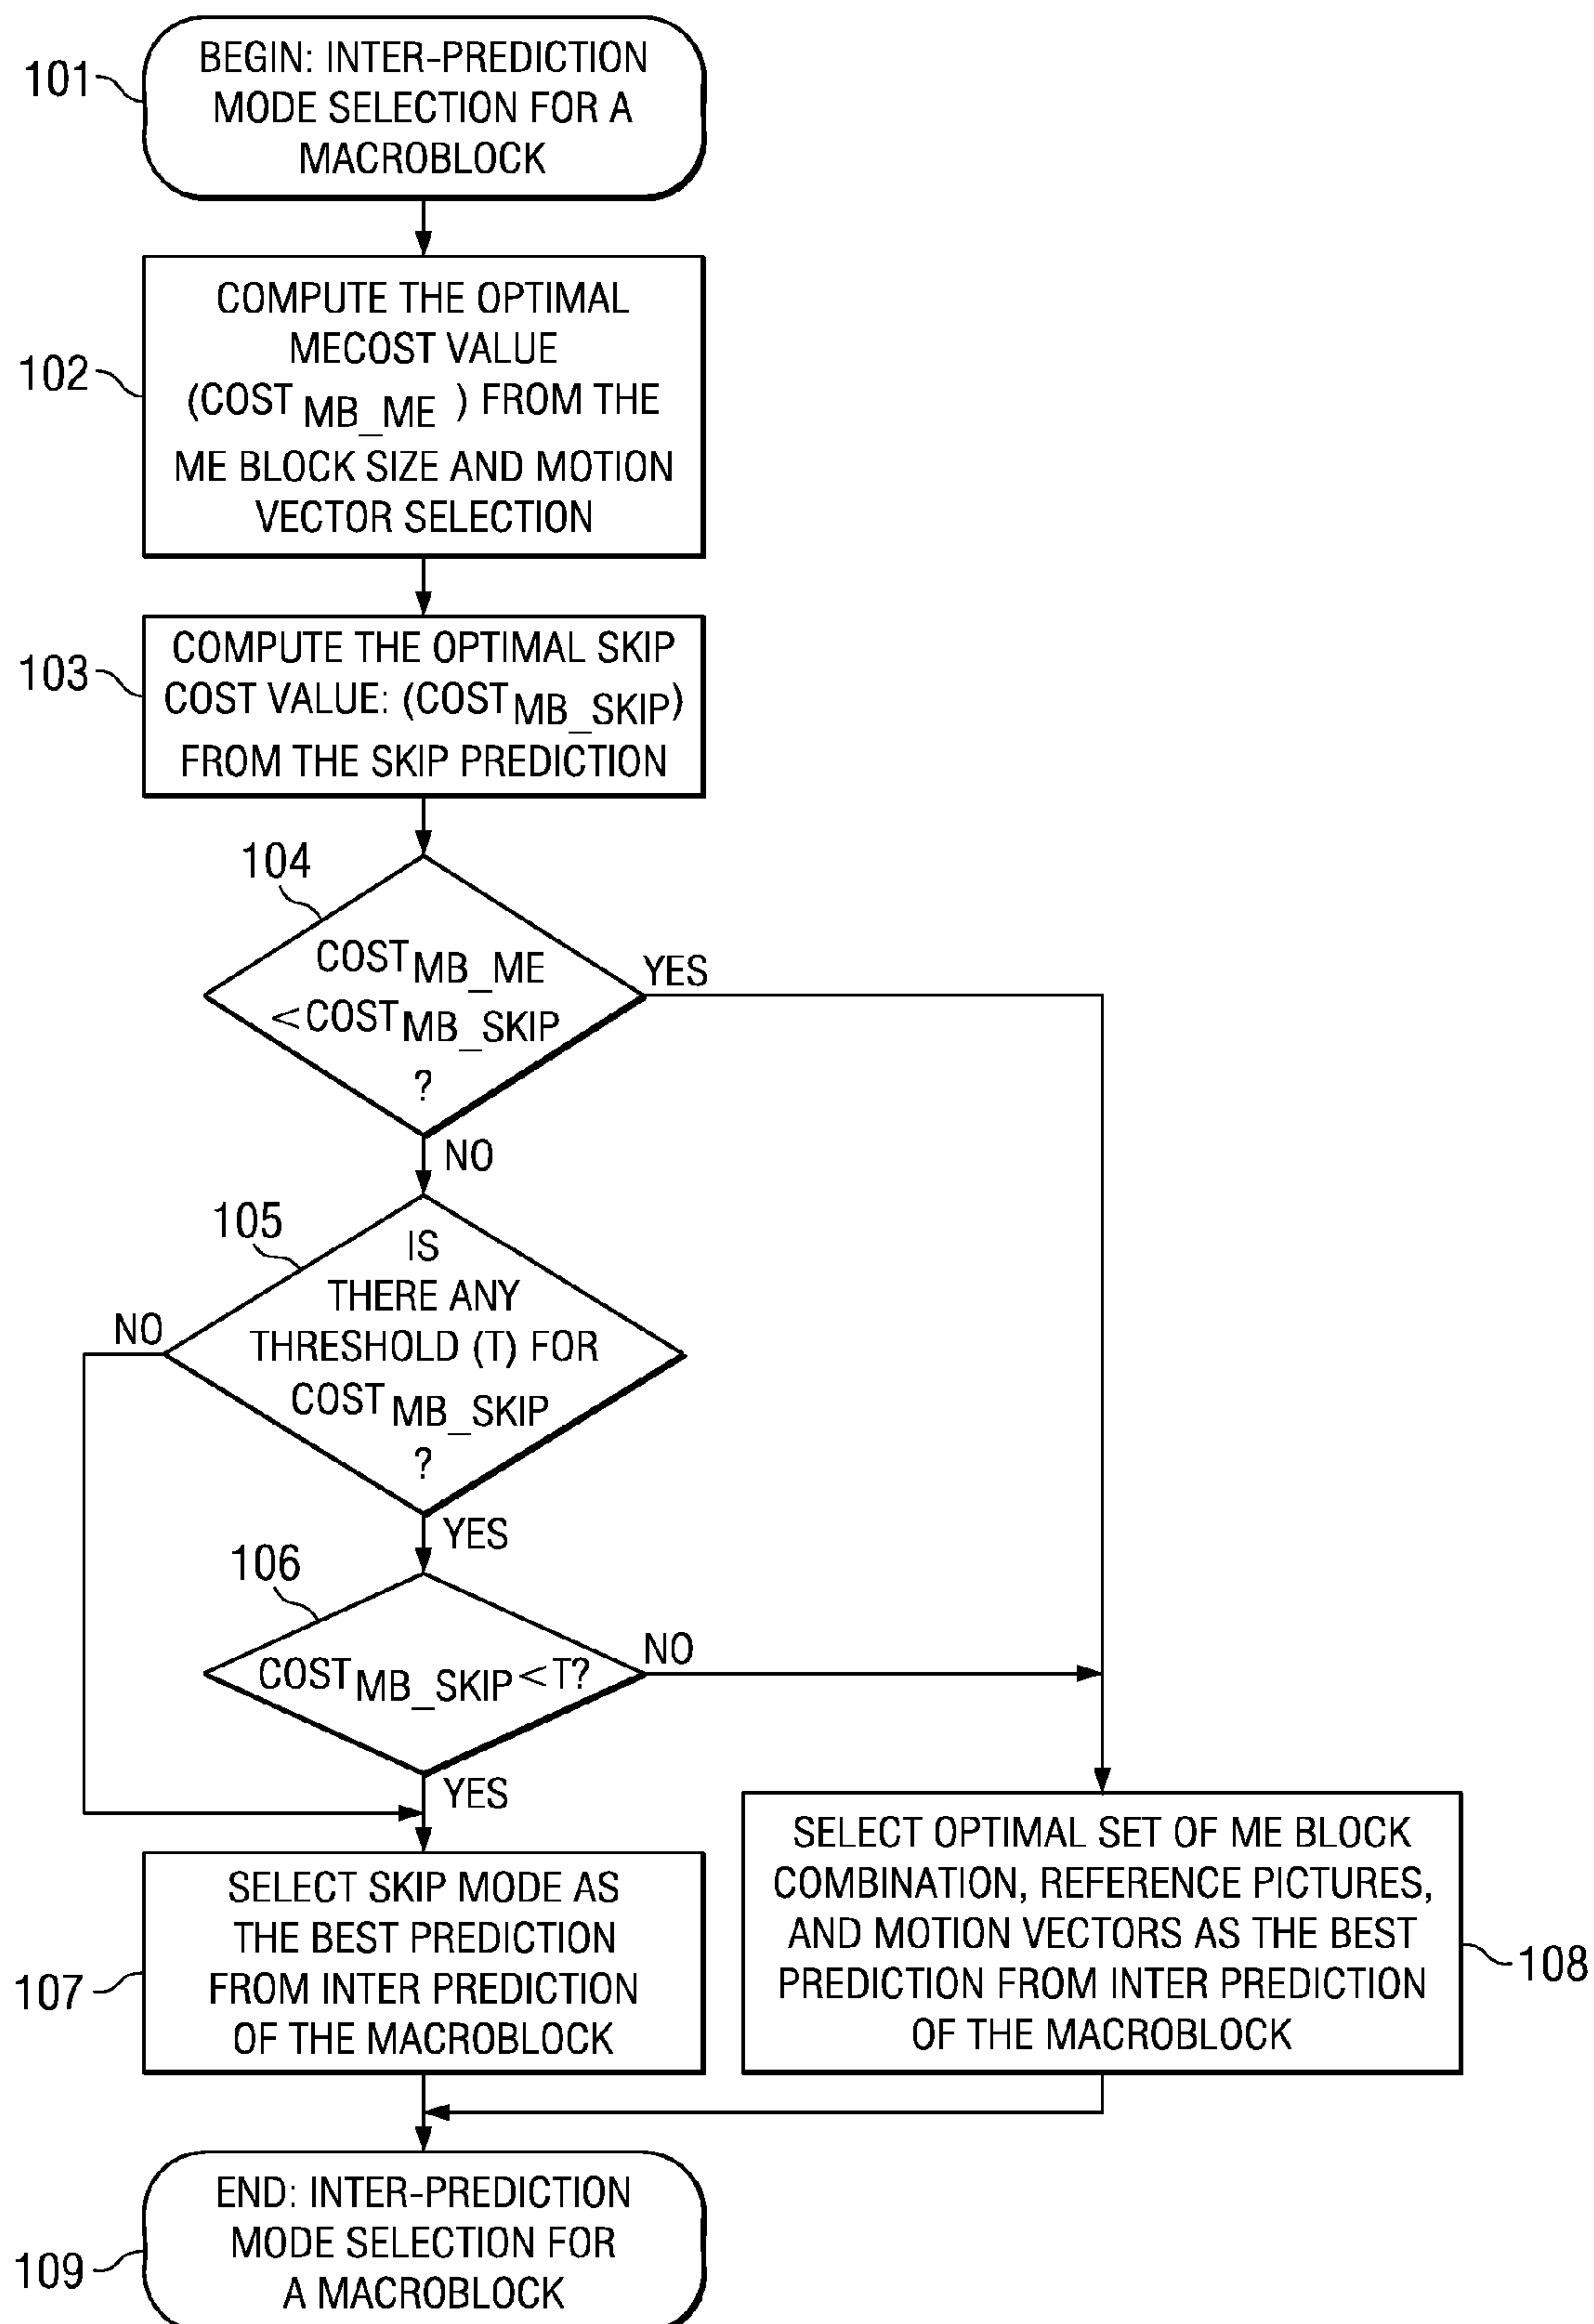 101
BEGIN: INTER-PREDICTION
MODE SELECTION FOR A
MACROBLOCK
102
COMPUTE THE OPTIMAL
MECOST VALUE
(COST MB_ME ) FROM THE
ME BLOCK SIZE AND MOTION
VECTOR SELECTION
103
COMPUTE THE OPTIMAL SKIP
COST VALUE: (COST MB_SKIP)
FROM THE SKIP PREDICTION
104
COST MB_ME
<COST MB_SKIP
?
YES
NO
105
IS
THERE ANY
THRESHOLD (T) FOR
COST MB_SKIP
?
NO
YES
106
COST MB_SKIP <T?
NO
YES
107
SELECT SKIP MODE AS
THE BEST PREDICTION
FROM INTER PREDICTION
OF THE MACROBLOCK
SELECT OPTIMAL SET OF ME BLOCK
COMBINATION, REFERENCE PICTURES,
AND MOTION VECTORS AS THE BEST
PREDICTION FROM INTER PREDICTION
OF THE MACROBLOCK
108
109
END: INTER-PREDICTION
MODE SELECTION FOR
A MACROBLOCK